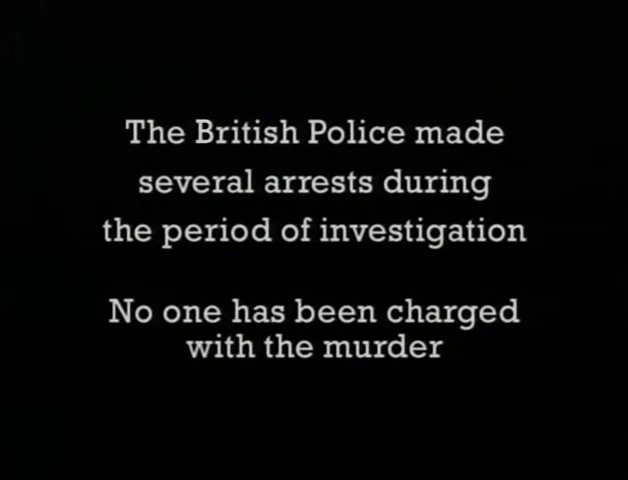 The British Police made
several arrests during
the period of investigation
No one has been charged
with the murder